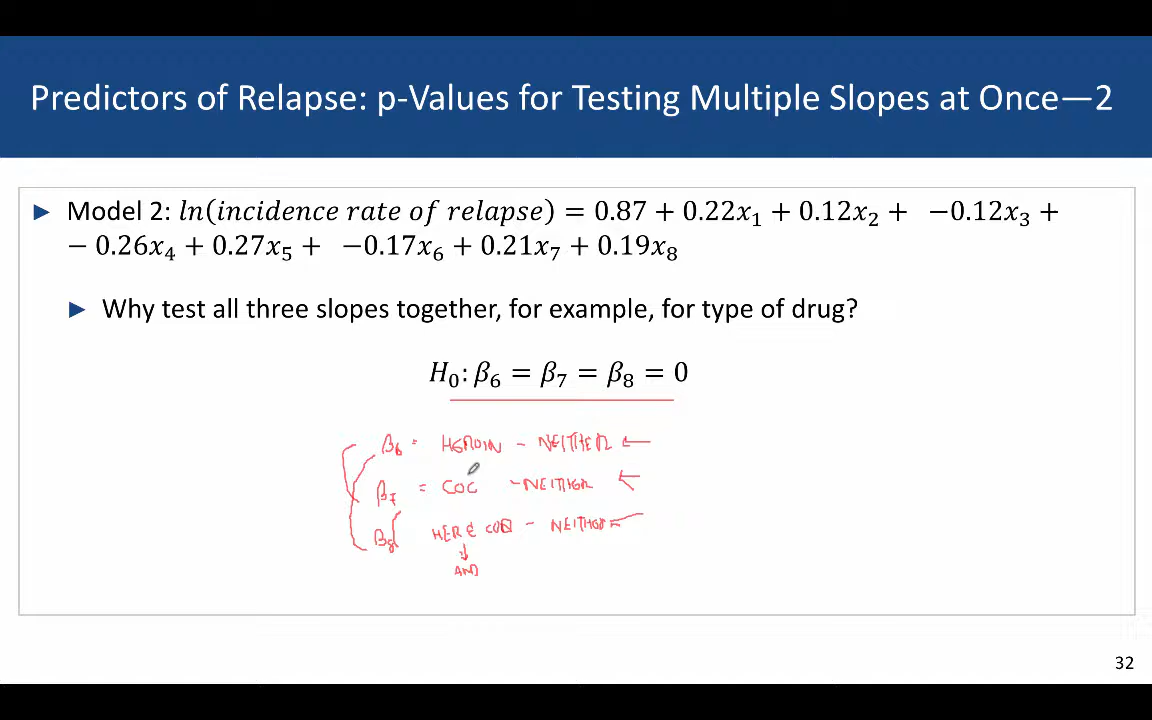 Predictors of Relapse: p-Values for Testing Multiple Slopes at Once—2
► Model 2: ln(incidence rate of relapse) = 0.87 + 0.22x₁ + 0.12x₂ + −0.12x₃ +
− 0.26x₄ + 0.27x₅ + −0.17x₆ + 0.21x₇ + 0.19x₈
► Why test all three slopes together, for example, for type of drug?
H₀: β₆ = β₇ = β₈ = 0
β₆ = HEROIN - NEITHER ←
β₇ = COC - NEITHER ←
β₈ HER & COC - NEITHER ←
↓
AND
32